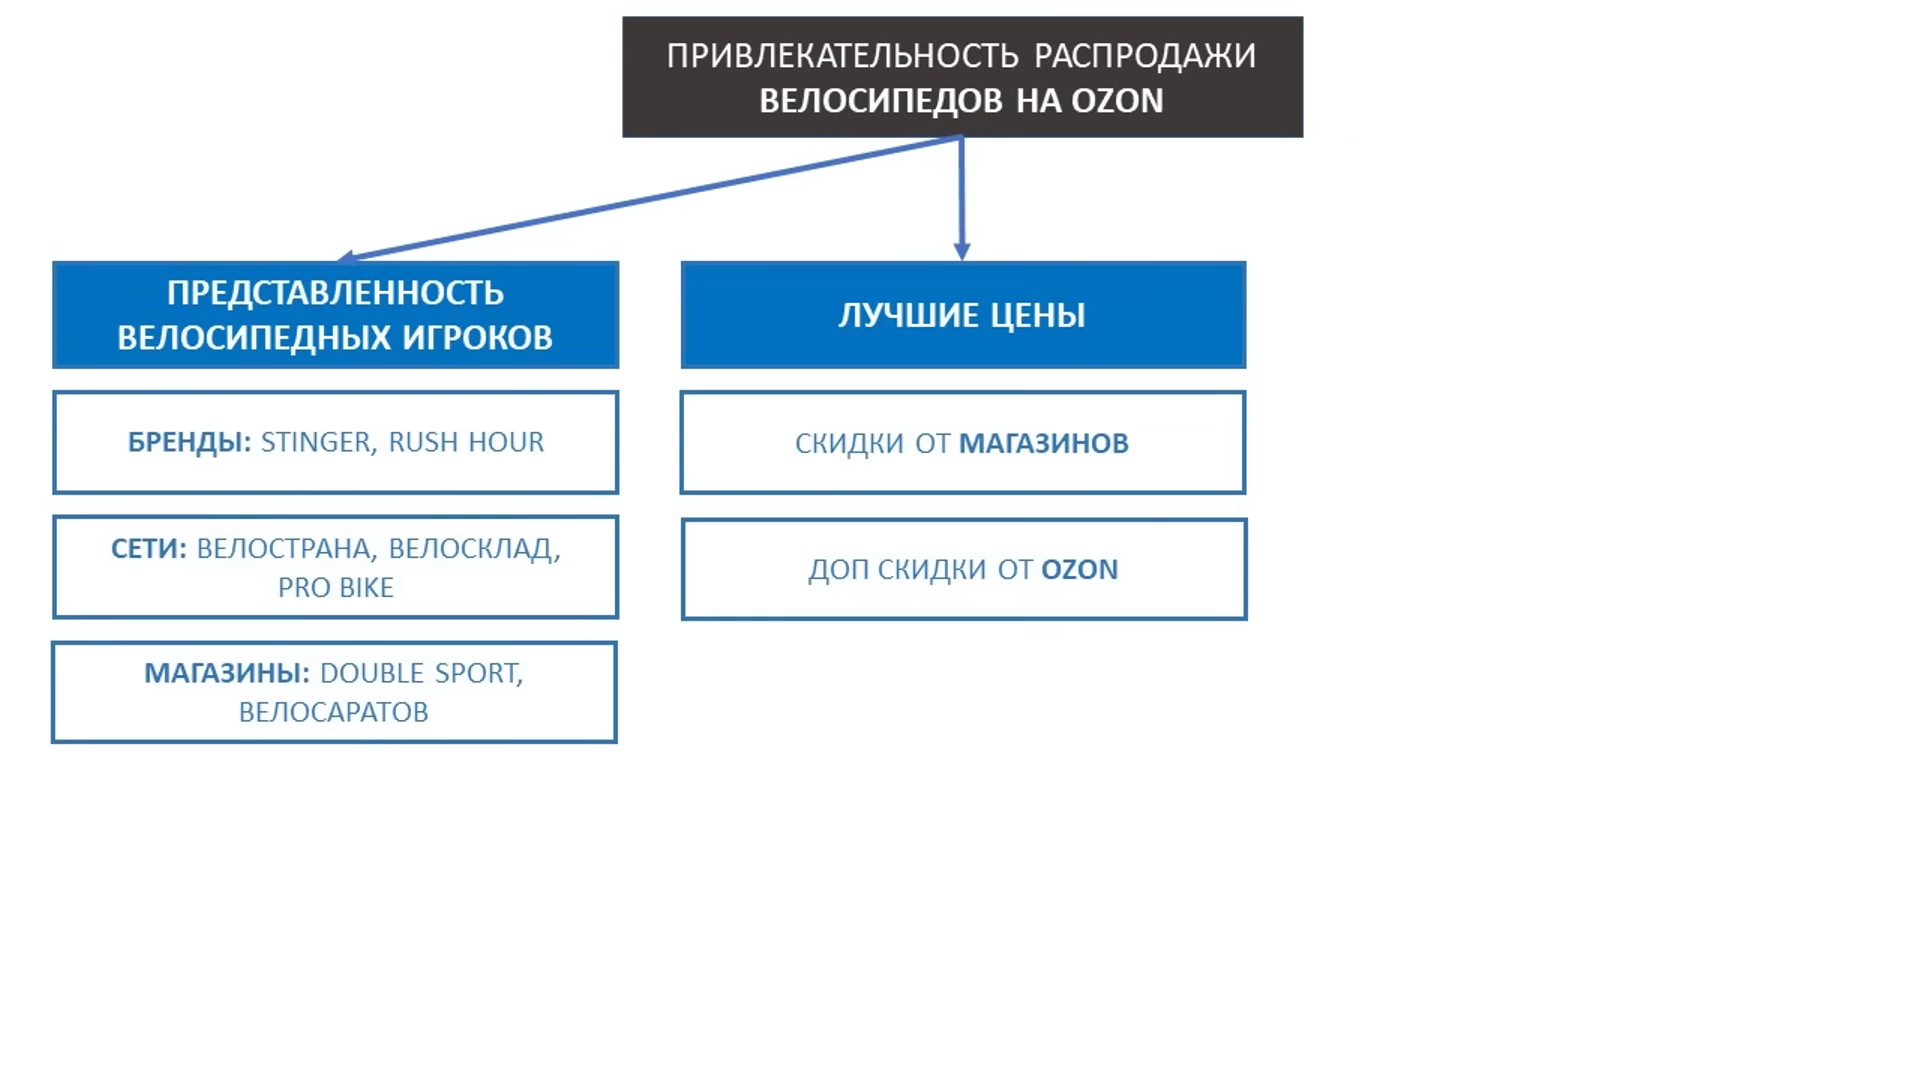 ПРИВЛЕКАТЕЛЬНОСТЬ РАСПРОДАЖИ
ВЕЛОСИПЕДОВ НА OZON
ПРЕДСТАВЛЕННОСТЬ
ВЕЛОСИПЕДНЫХ ИГРОКОВ
БРЕНДЫ: STINGER, RUSH HOUR
СЕТИ: ВЕЛОСТРАНА, ВЕЛОСКЛАД,
PRO BIKE
МАГАЗИНЫ: DOUBLE SPORT,
ВЕЛОСАРАТОВ
ЛУЧШИЕ ЦЕНЫ
СКИДКИ ОТ МАГАЗИНОВ
ДОП СКИДКИ ОТ OZON